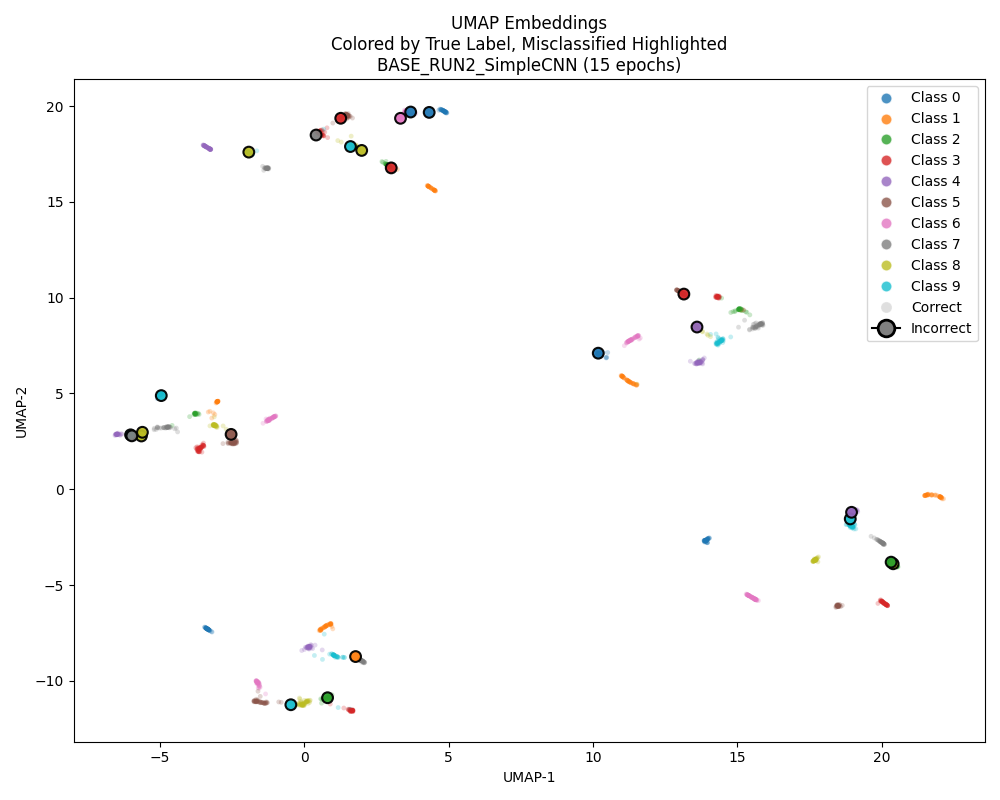 UMAP Embeddings
Colored by True Label, Misclassified Highlighted
BASE_RUN2_SimpleCNN (15 epochs)
UMAP-2
20
15
10
5
0
−5
−10
Class 0
Class 1
Class 2
Class 3
Class 4
Class 5
Class 6
Class 7
Class 8
Class 9
Correct
Incorrect
−5
0
5
10
15
20
UMAP-1